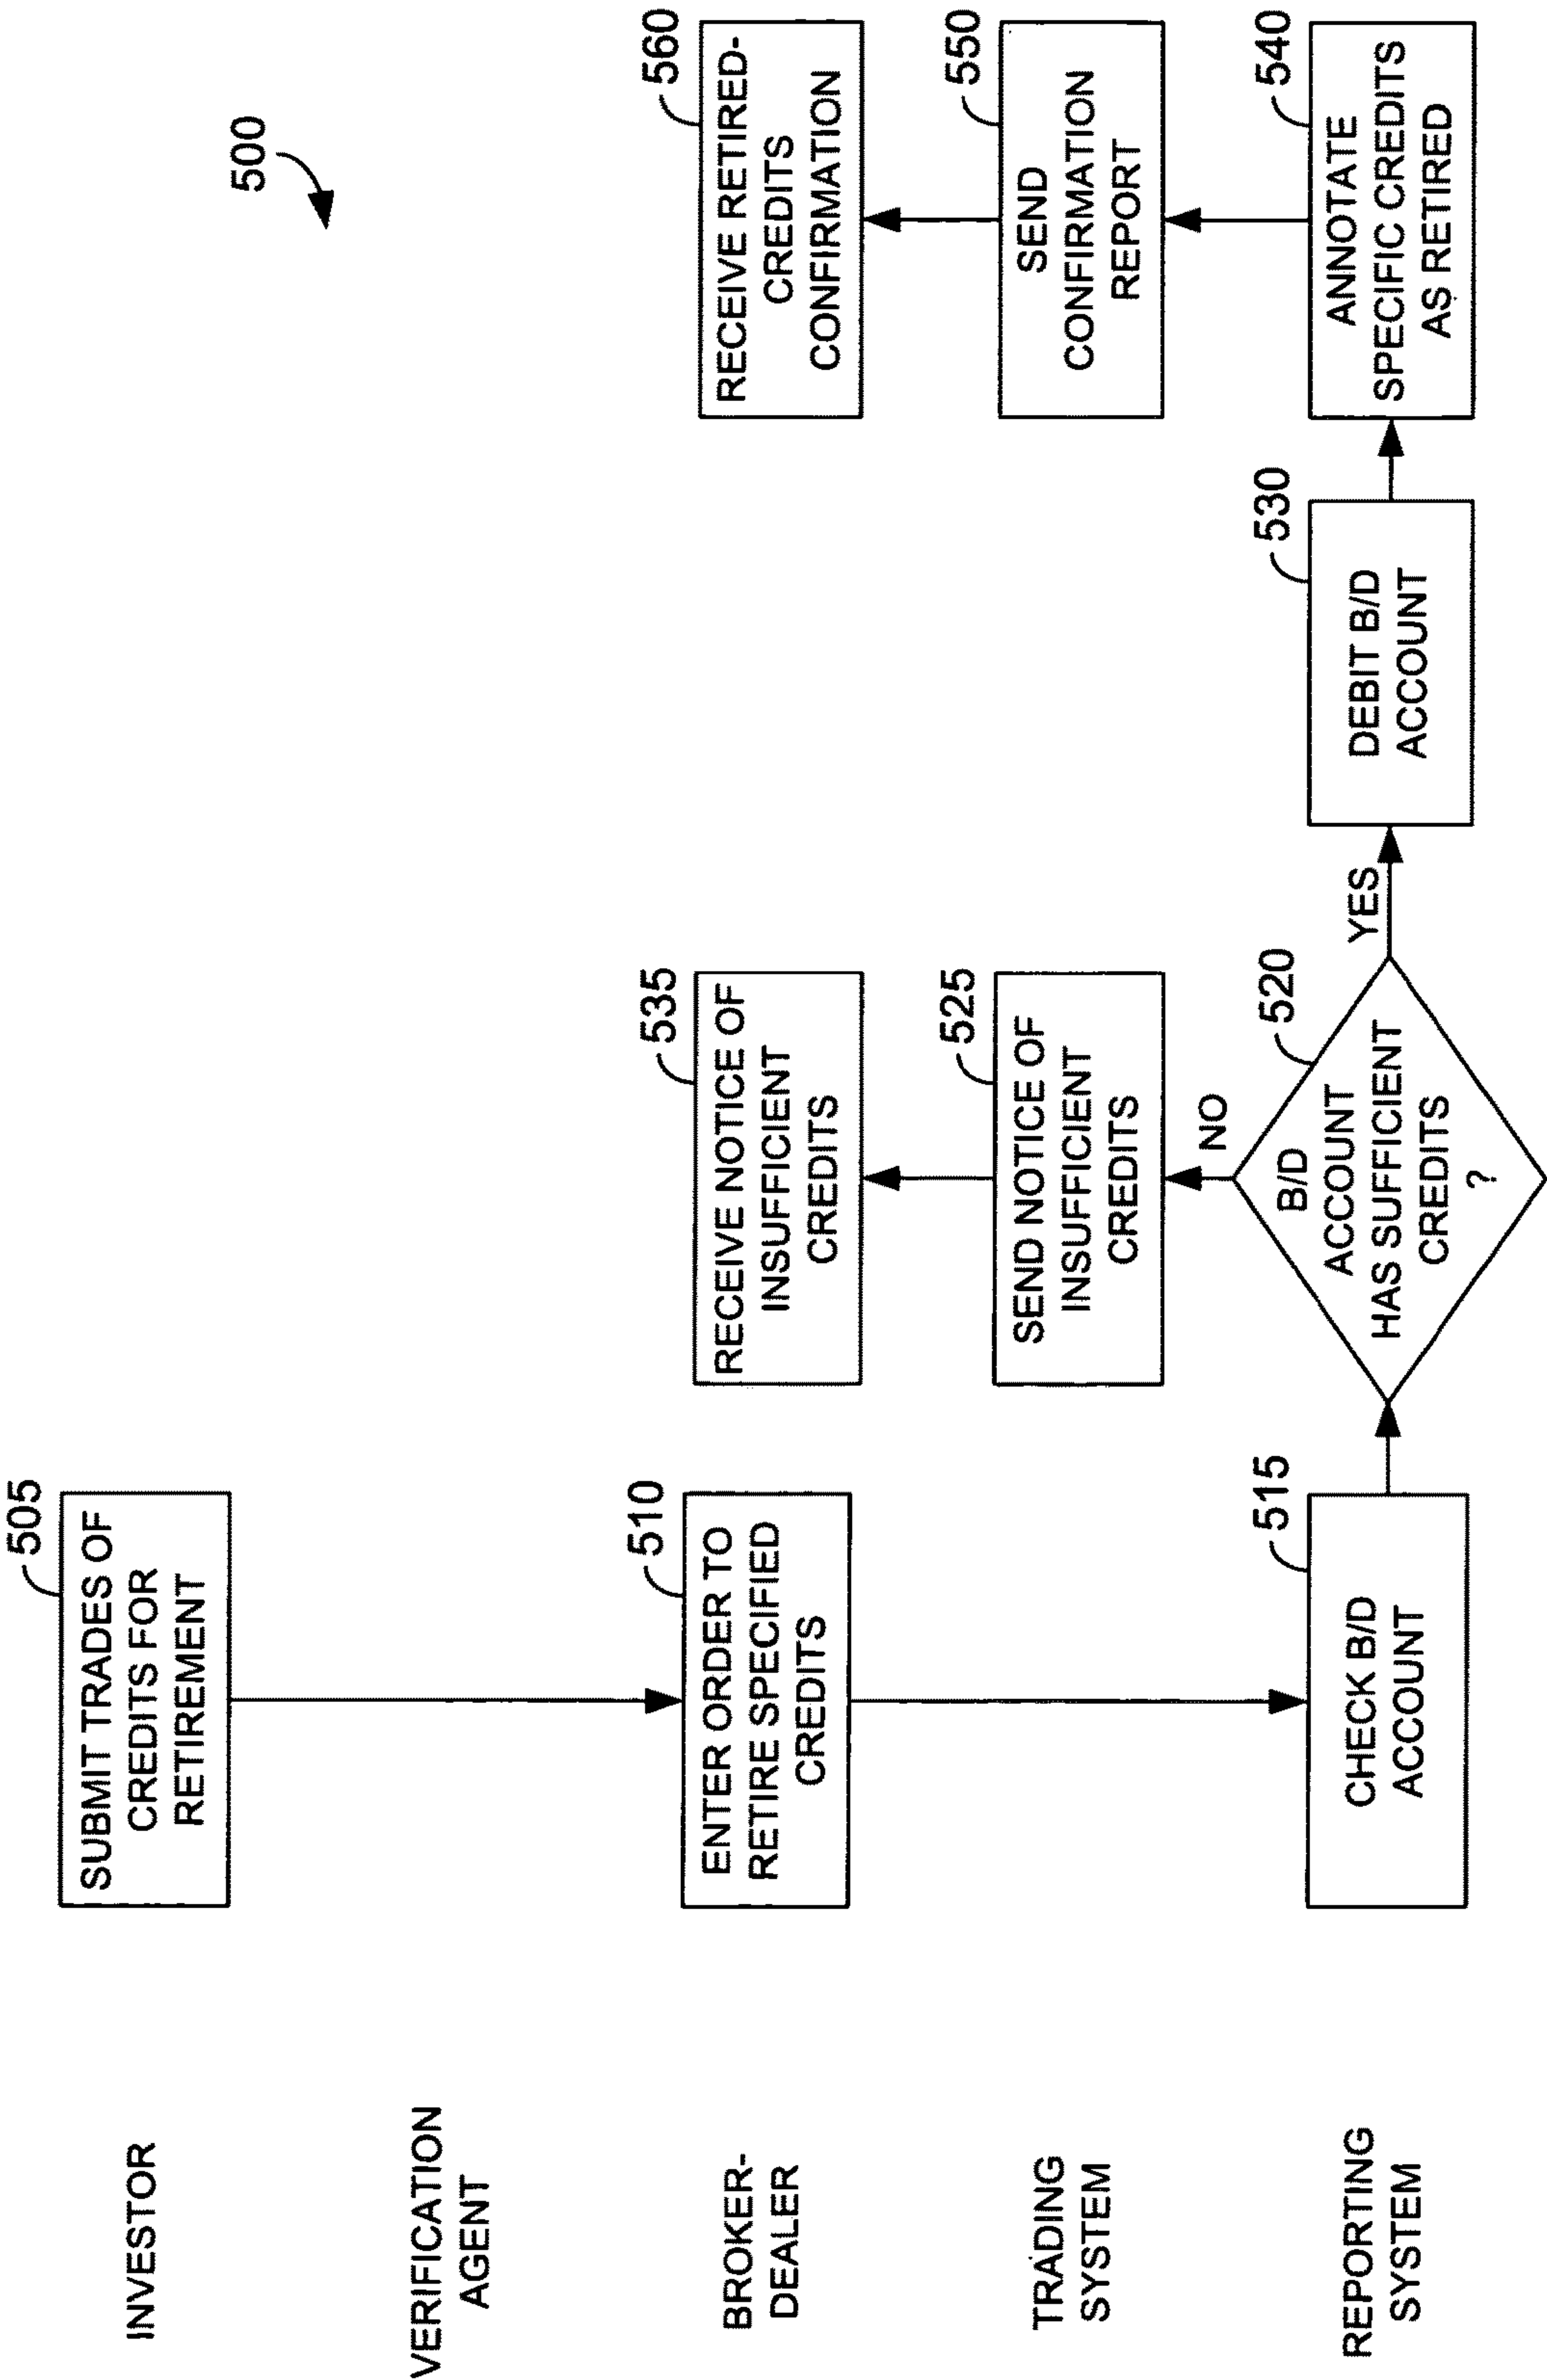 500
INVESTOR
505
SUBMIT TRADES OF
CREDITS FOR
RETIREMENT
VERIFICATION
AGENT
BROKER-
DEALER
510
ENTER ORDER TO
RETIRE SPECIFIED
CREDITS
535
RECEIVE NOTICE OF
INSUFFICIENT
CREDITS
560
RECEIVE RETIRED-
CREDITS
CONFIRMATION
TRADING
SYSTEM
525
SEND NOTICE OF
INSUFFICIENT
CREDITS
550
SEND
CONFIRMATION
REPORT
REPORTING
SYSTEM
515
CHECK B/D
ACCOUNT
NO
520
B/D
ACCOUNT
HAS SUFFICIENT
CREDITS
?
YES
530
DEBIT B/D
ACCOUNT
540
ANNOTATE
SPECIFIC CREDITS
AS RETIRED